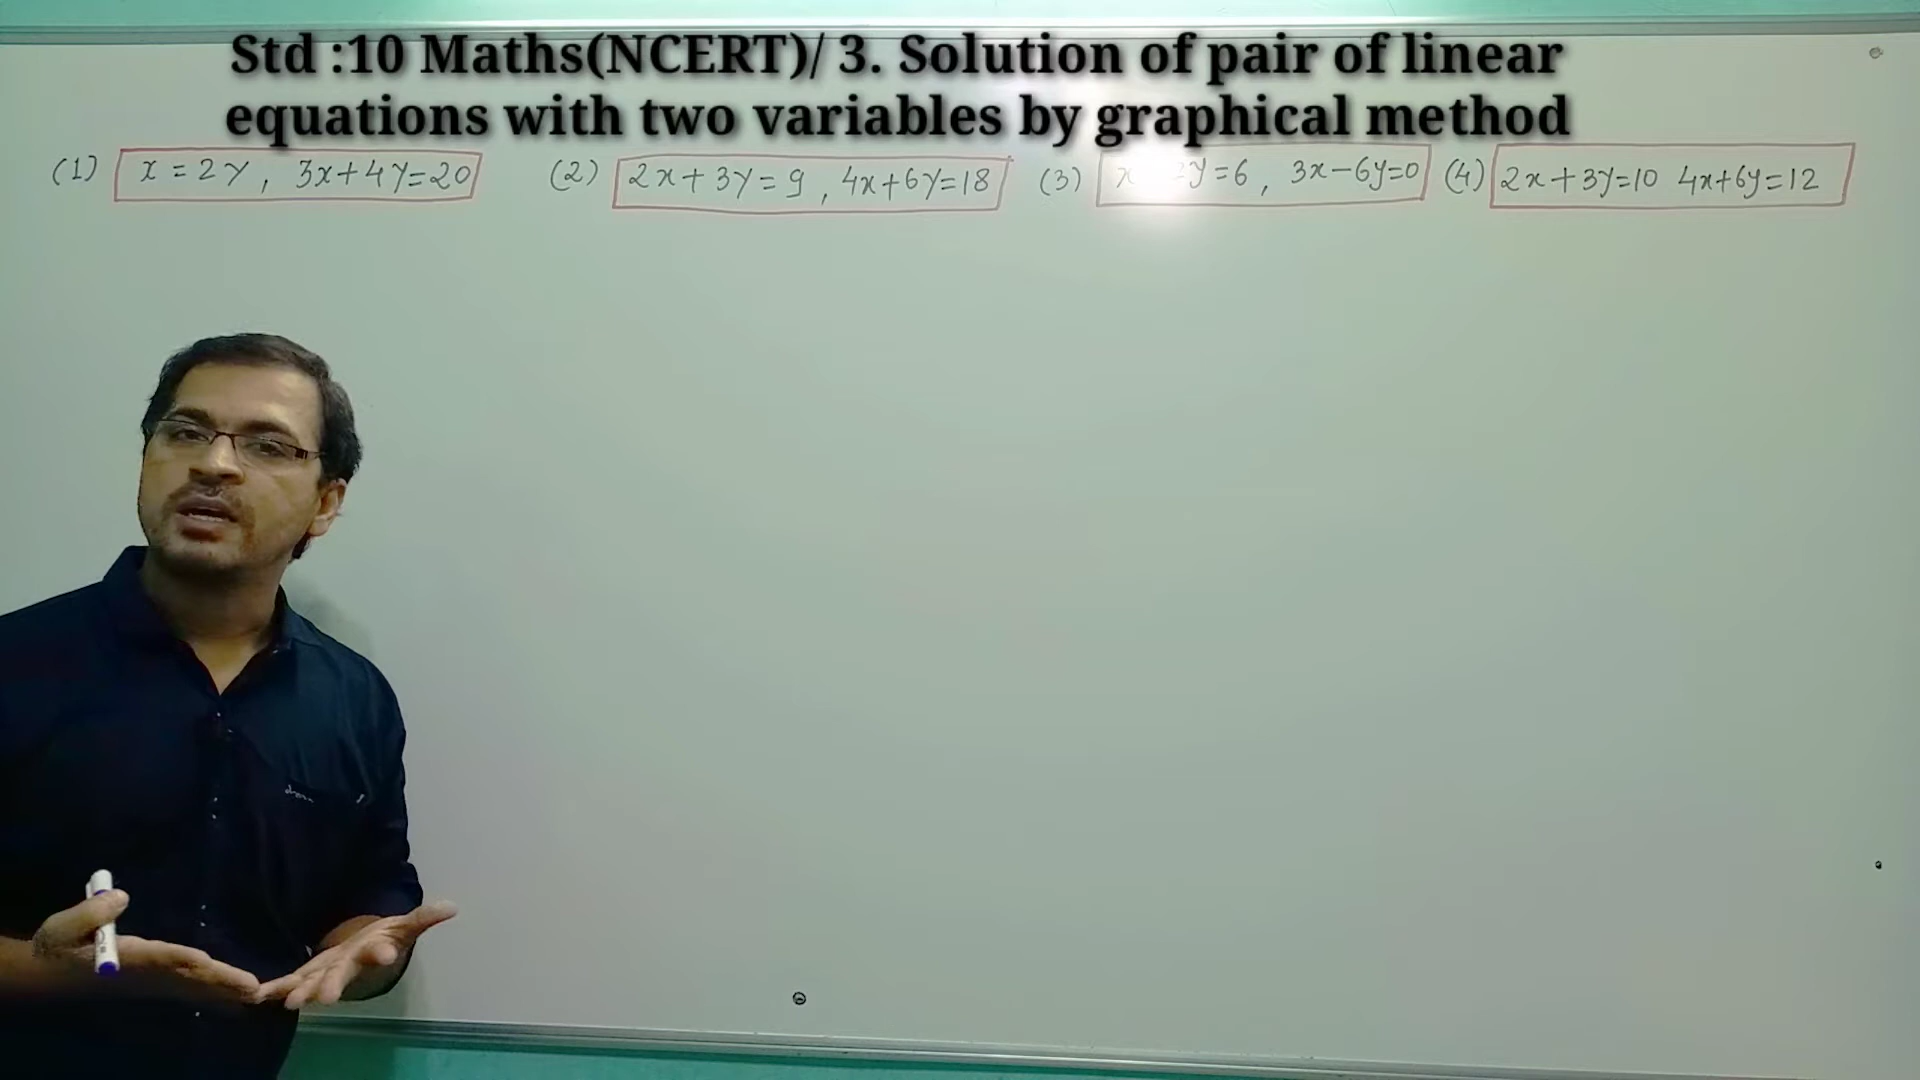 Std :10 Maths(NCERT)/ 3. Solution of pair of linear
equations with two variables by graphical method
(1) x = 2y , 3x+4y=20 (2) 2x+3y=9 , 4x+6y=18 (3) x 2y=6 , 3x-6y=0 (4) 2x+3y=10 4x+6y=12